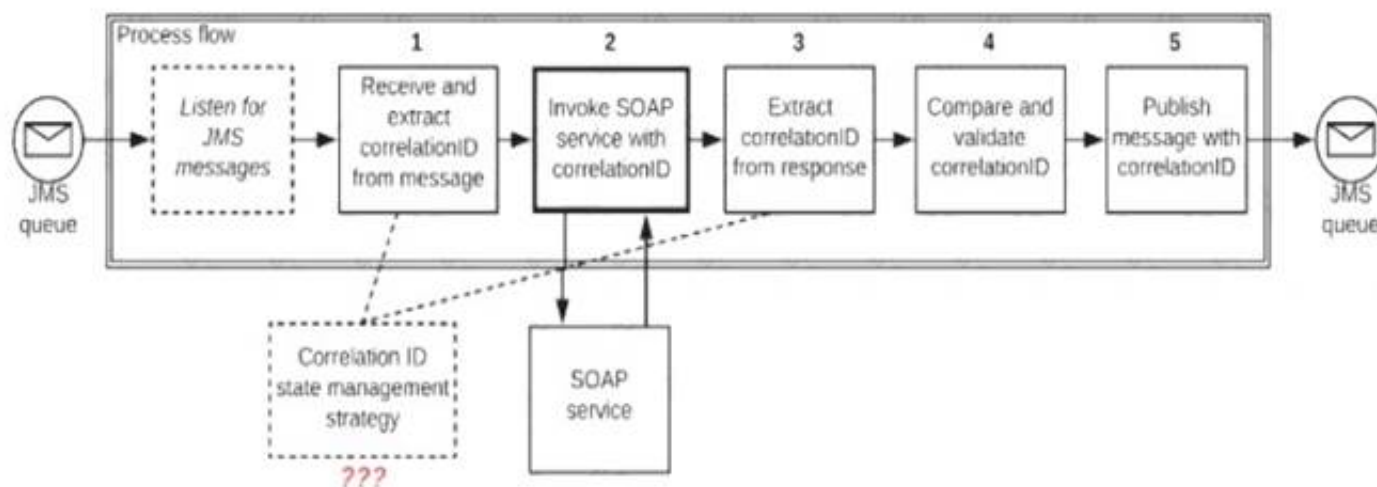 Process flow
1
2
3
4
5
Listen for
JMS
messages
Receive and
extract
correlationID
from message
Invoke SOAP
service with
correlationID
Extract
correlationID
from response
Compare and
validate
correlationID
Publish
message with
correlationID
JMS
queue
JMS
queue
Correlation ID
state management
strategy
???
SOAP
service